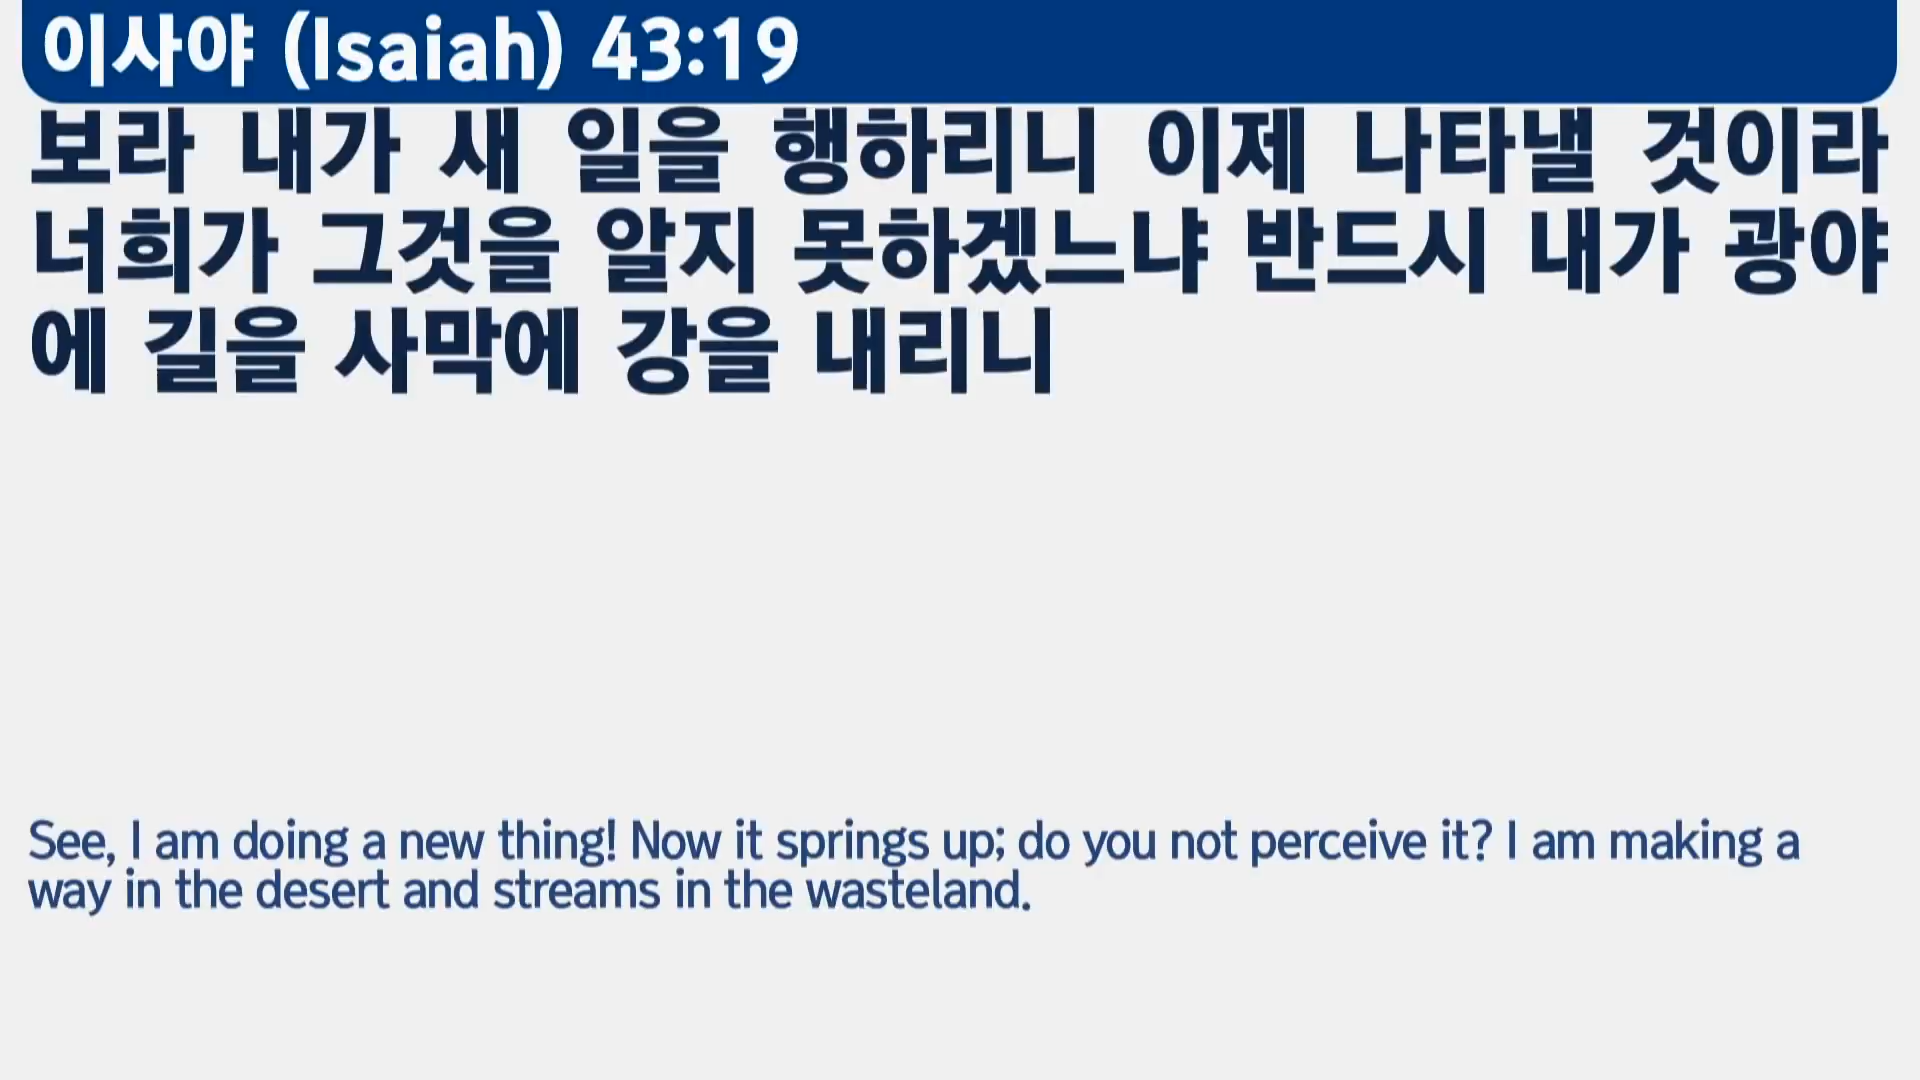 이사야 (Isaiah) 43:19
보라 내가 새 일을 행하리니 이제 나타낼 것이라
너희가 그것을 알지 못하겠느냐 반드시 내가 광야
에 길을 사막에 강을 내리니
See, I am doing a new thing! Now it springs up; do you not perceive it? I am making a
way in the desert and streams in the wasteland.